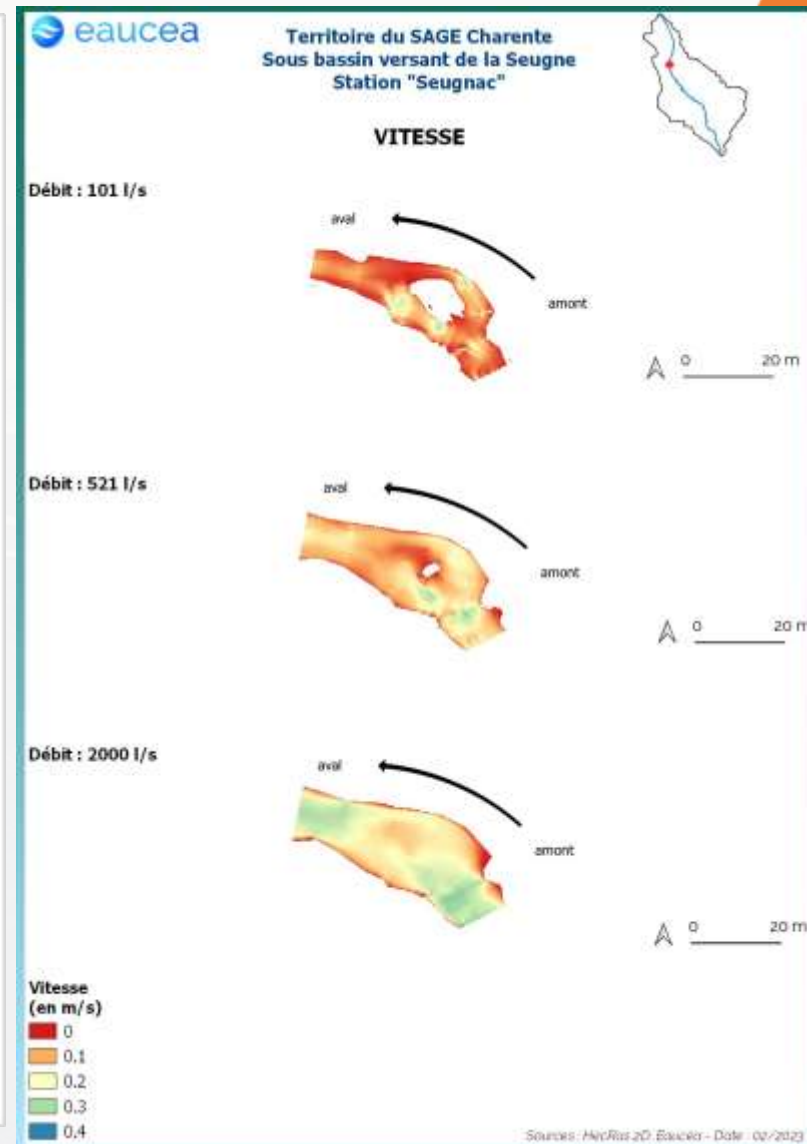 eaucea
Territoire du SAGE Charente
Sous bassin versant de la Seugne
Station "Seugnac"
VITESSE
Débit : 101 l/s
aval
amont
0 20 m
Débit : 521 l/s
aval
amont
0 20 m
Débit : 2000 l/s
aval
amont
0 20 m
Vitesse
(en m/s)
0
0.1
0.2
0.3
0.4
Sources : HecRas 2D, Eaucéa - Date : 02/2023